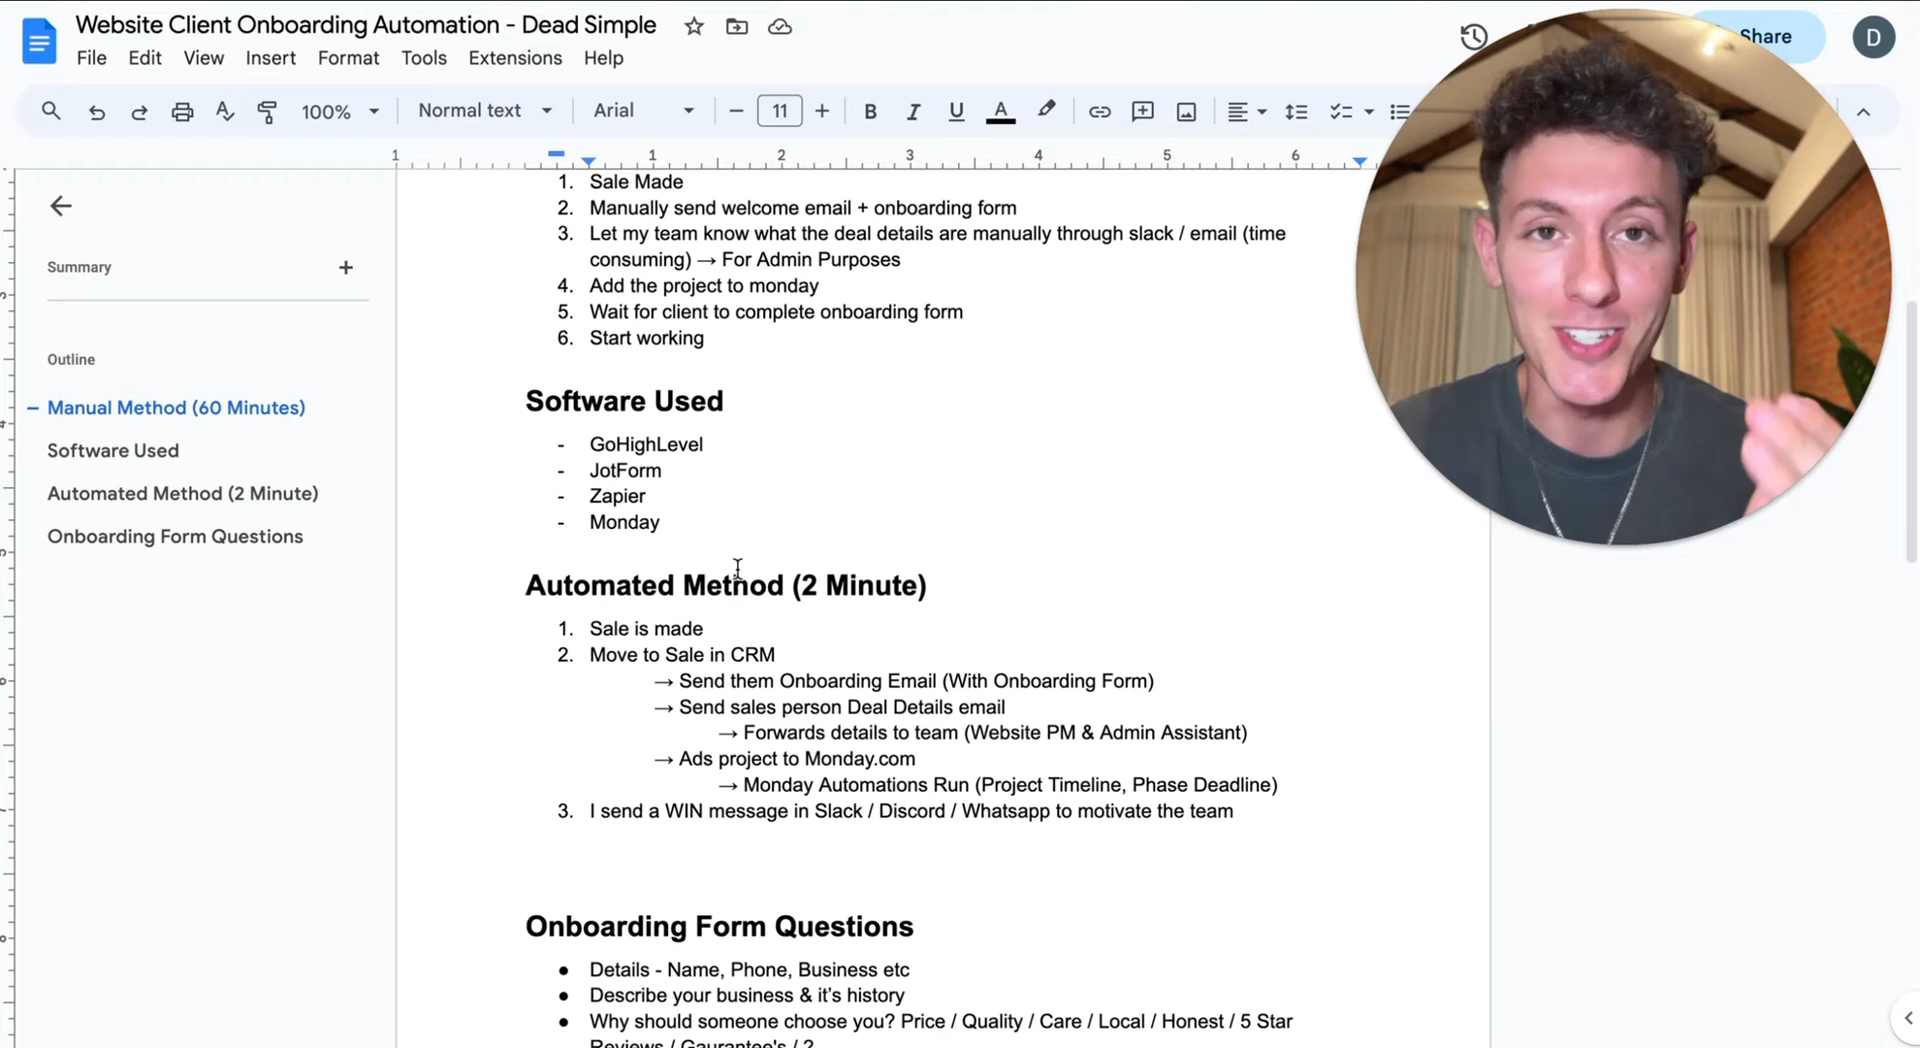 Website Client Onboarding Automation - Dead Simple
File Edit View Insert Format Tools Extensions Help
Share
D
100% Normal text Arial 11 B I U A
1 1 2 3 4 5 6
Summary
Outline
Manual Method (60 Minutes)
Software Used
Automated Method (2 Minute)
Onboarding Form Questions
1. Sale Made
2. Manually send welcome email + onboarding form
3. Let my team know what the deal details are manually through slack / email (time
consuming) → For Admin Purposes
4. Add the project to monday
5. Wait for client to complete onboarding form
6. Start working
Software Used
- GoHighLevel
- JotForm
- Zapier
- Monday
Automated Method (2 Minute)
1. Sale is made
2. Move to Sale in CRM
→ Send them Onboarding Email (With Onboarding Form)
→ Send sales person Deal Details email
→ Forwards details to team (Website PM & Admin Assistant)
→ Ads project to Monday.com
→ Monday Automations Run (Project Timeline, Phase Deadline)
3. I send a WIN message in Slack / Discord / Whatsapp to motivate the team
Onboarding Form Questions
● Details - Name, Phone, Business etc
● Describe your business & it's history
● Why should someone choose you? Price / Quality / Care / Local / Honest / 5 Star
Reviews / Gaurantee's / ?